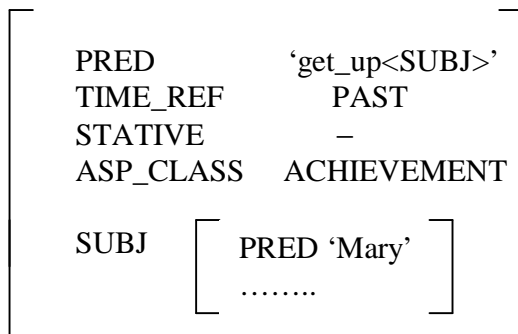 PRED ‘get_up<SUBJ>’
TIME_REF PAST
STATIVE –
ASP_CLASS ACHIEVEMENT
SUBJ PRED ‘Mary’
……..